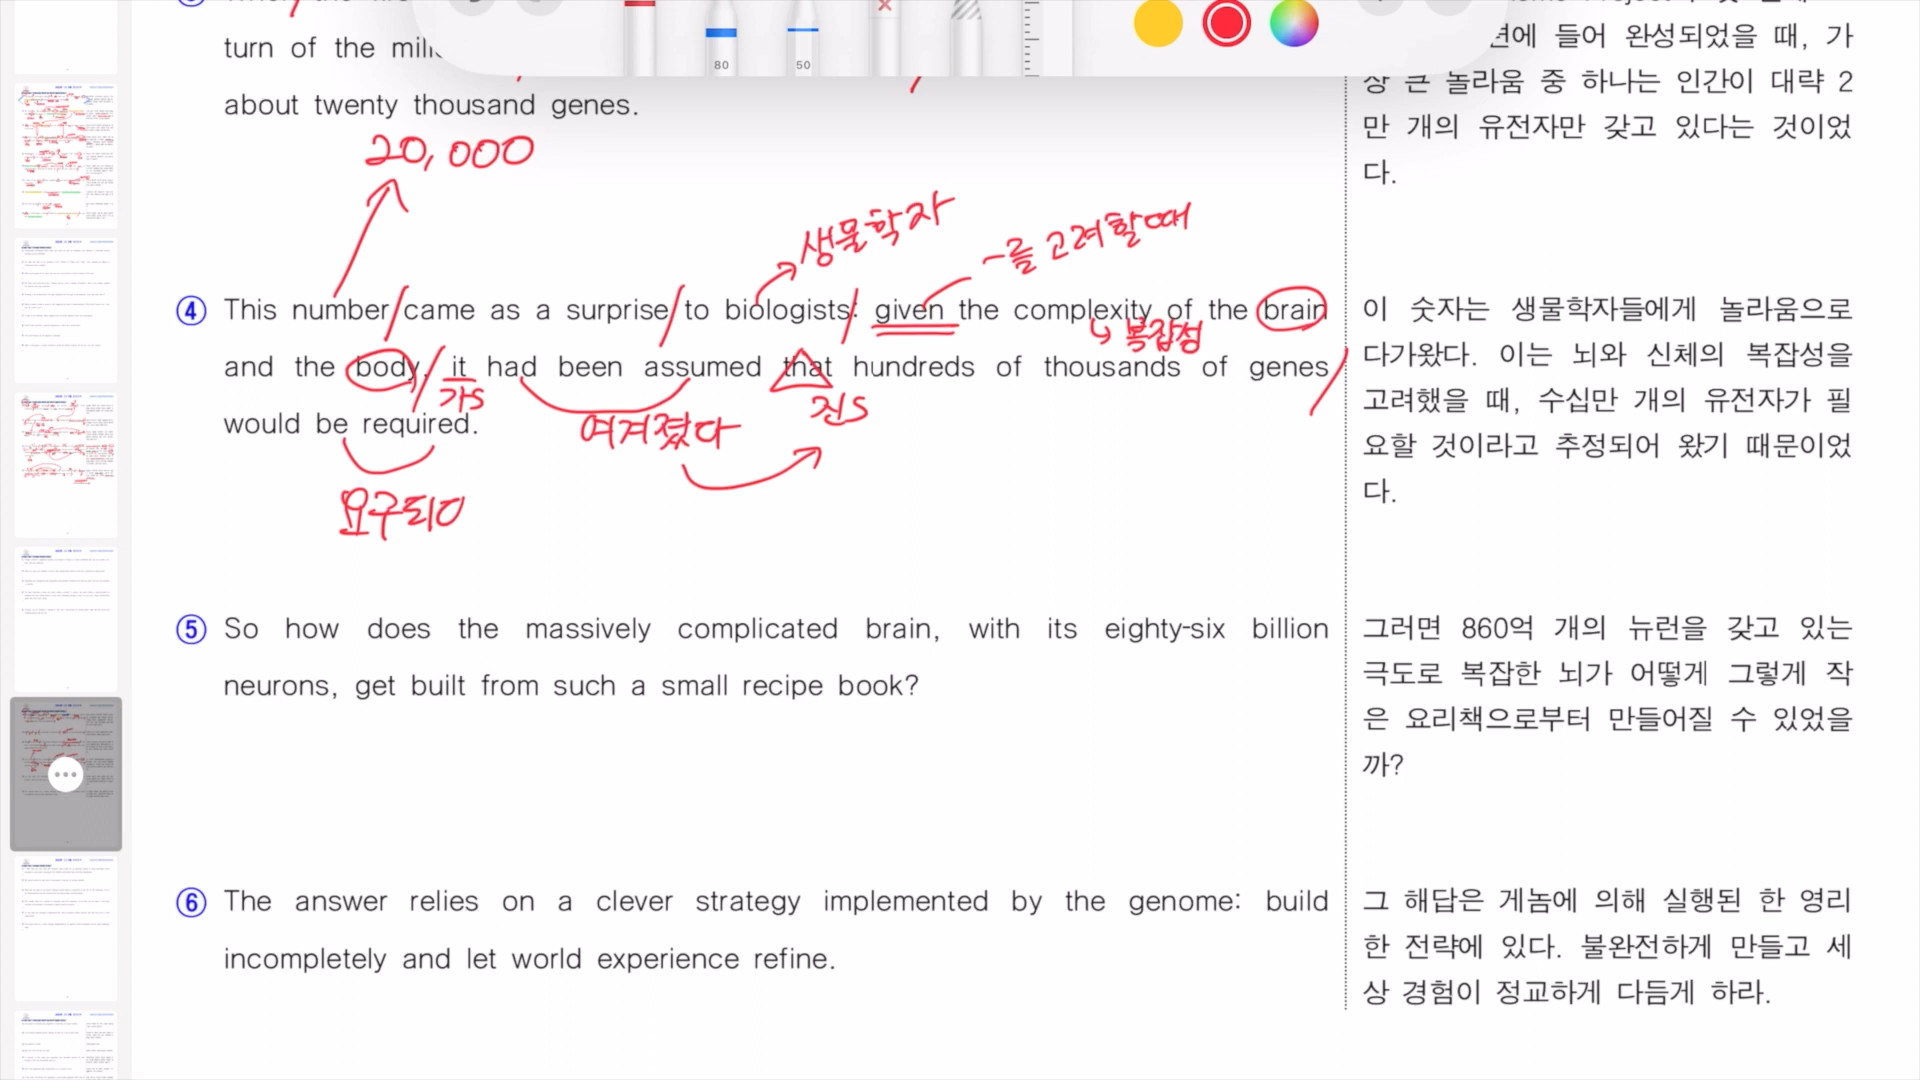 turn of the
80
50
about twenty thousand genes.
20,000
생물학자
~를 고려할때
④ This number came as a surprise to biologists: given the complexity of the brain
복잡성
and the body, it had been assumed that hundreds of thousands of genes
가S
진S
여겨졌다
would be required.
요구되어
⑤ So how does the massively complicated brain, with its eighty-six billion
neurons, get built from such a small recipe book?
⑥ The answer relies on a clever strategy implemented by the genome: build
incompletely and let world experience refine.
에 들어 완성되었을 때, 가
장 큰 놀라움 중 하나는 인간이 대략 2
만 개의 유전자만 갖고 있다는 것이었
다.
이 숫자는 생물학자들에게 놀라움으로
다가왔다. 이는 뇌와 신체의 복잡성을
고려했을 때, 수십만 개의 유전자가 필
요할 것이라고 추정되어 왔기 때문이었
다.
그러면 860억 개의 뉴런을 갖고 있는
극도로 복잡한 뇌가 어떻게 그렇게 작
은 요리책으로부터 만들어질 수 있었을
까?
그 해답은 게놈에 의해 실행된 한 영리
한 전략에 있다. 불완전하게 만들고 세
상 경험이 정교하게 다듬게 하라.